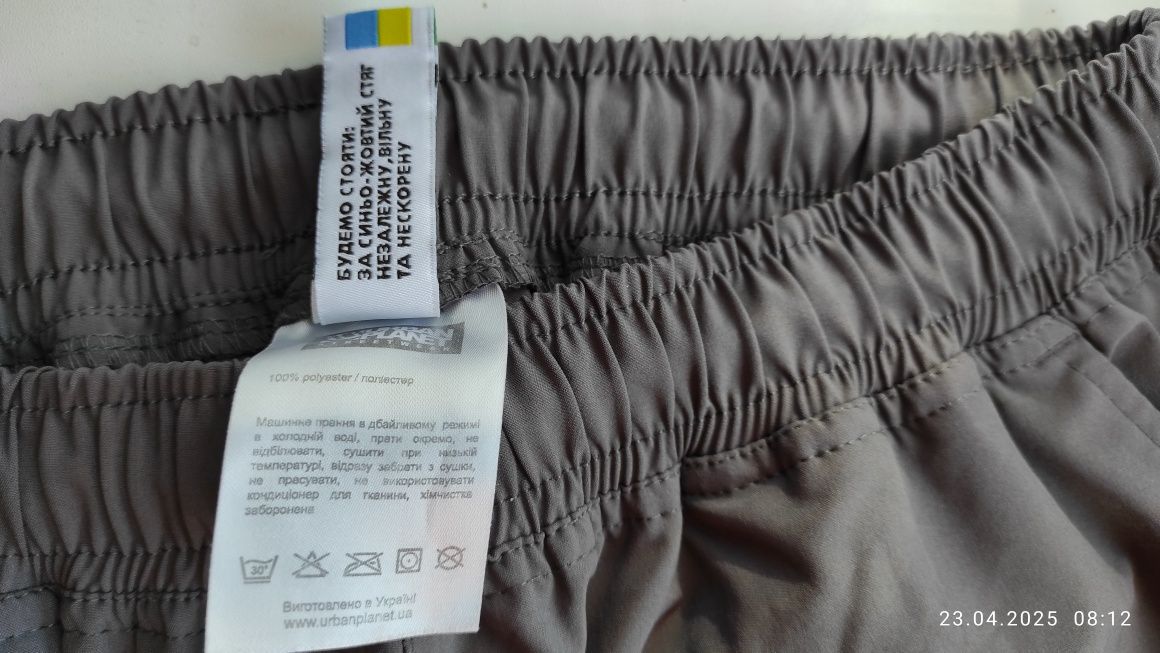 БУДЕМО СТОЯТИ:
ЗА СИНЬО-ЖОВТИЙ СТЯГ
НЕЗАЛЕЖНУ,ВІЛЬНУ
ТА НЕСКОРЕНУ
PLANET
STREETWEAR
100% polyester / поліестер
Машинне прання в дбайливому режимі
в холодній воді, прати окремо, не
відбілювати, сушити при низькій
температурі, відразу забрати з сушки,
не прасувати, не використовувати
кондиціонер для тканини, хімчистка
заборонена
30°
Виготовлено в Україні
www.urbanplanet.ua
23.04.2025 08:12